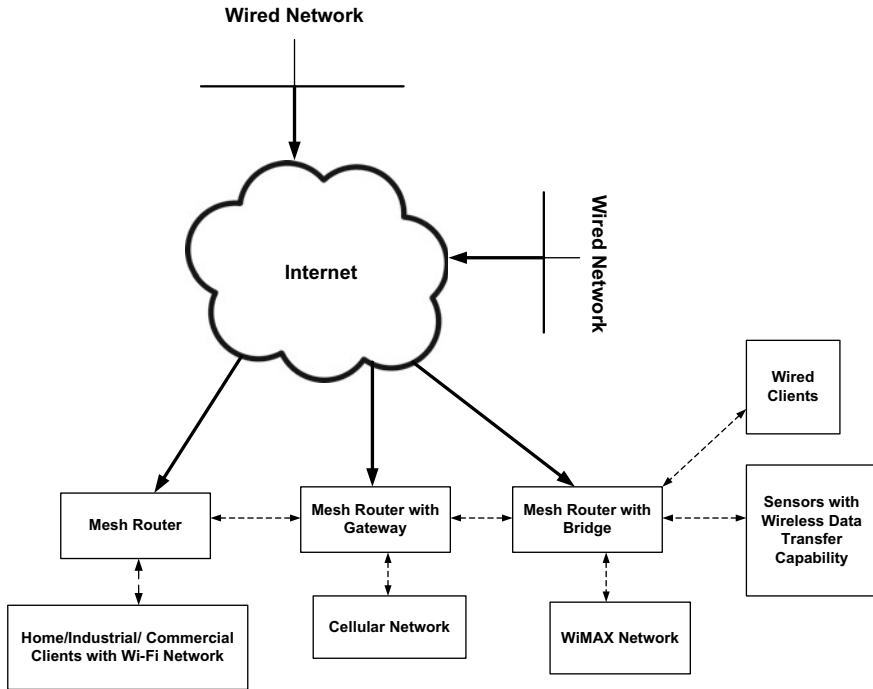 Wired Network
Wired Network
Internet
Wired
Clients
Mesh Router
Mesh Router with
Gateway
Mesh Router with
Bridge
Sensors with
Wireless Data
Transfer
Capability
Home/Industrial/ Commercial
Clients with Wi-Fi Network
Cellular Network
WiMAX Network